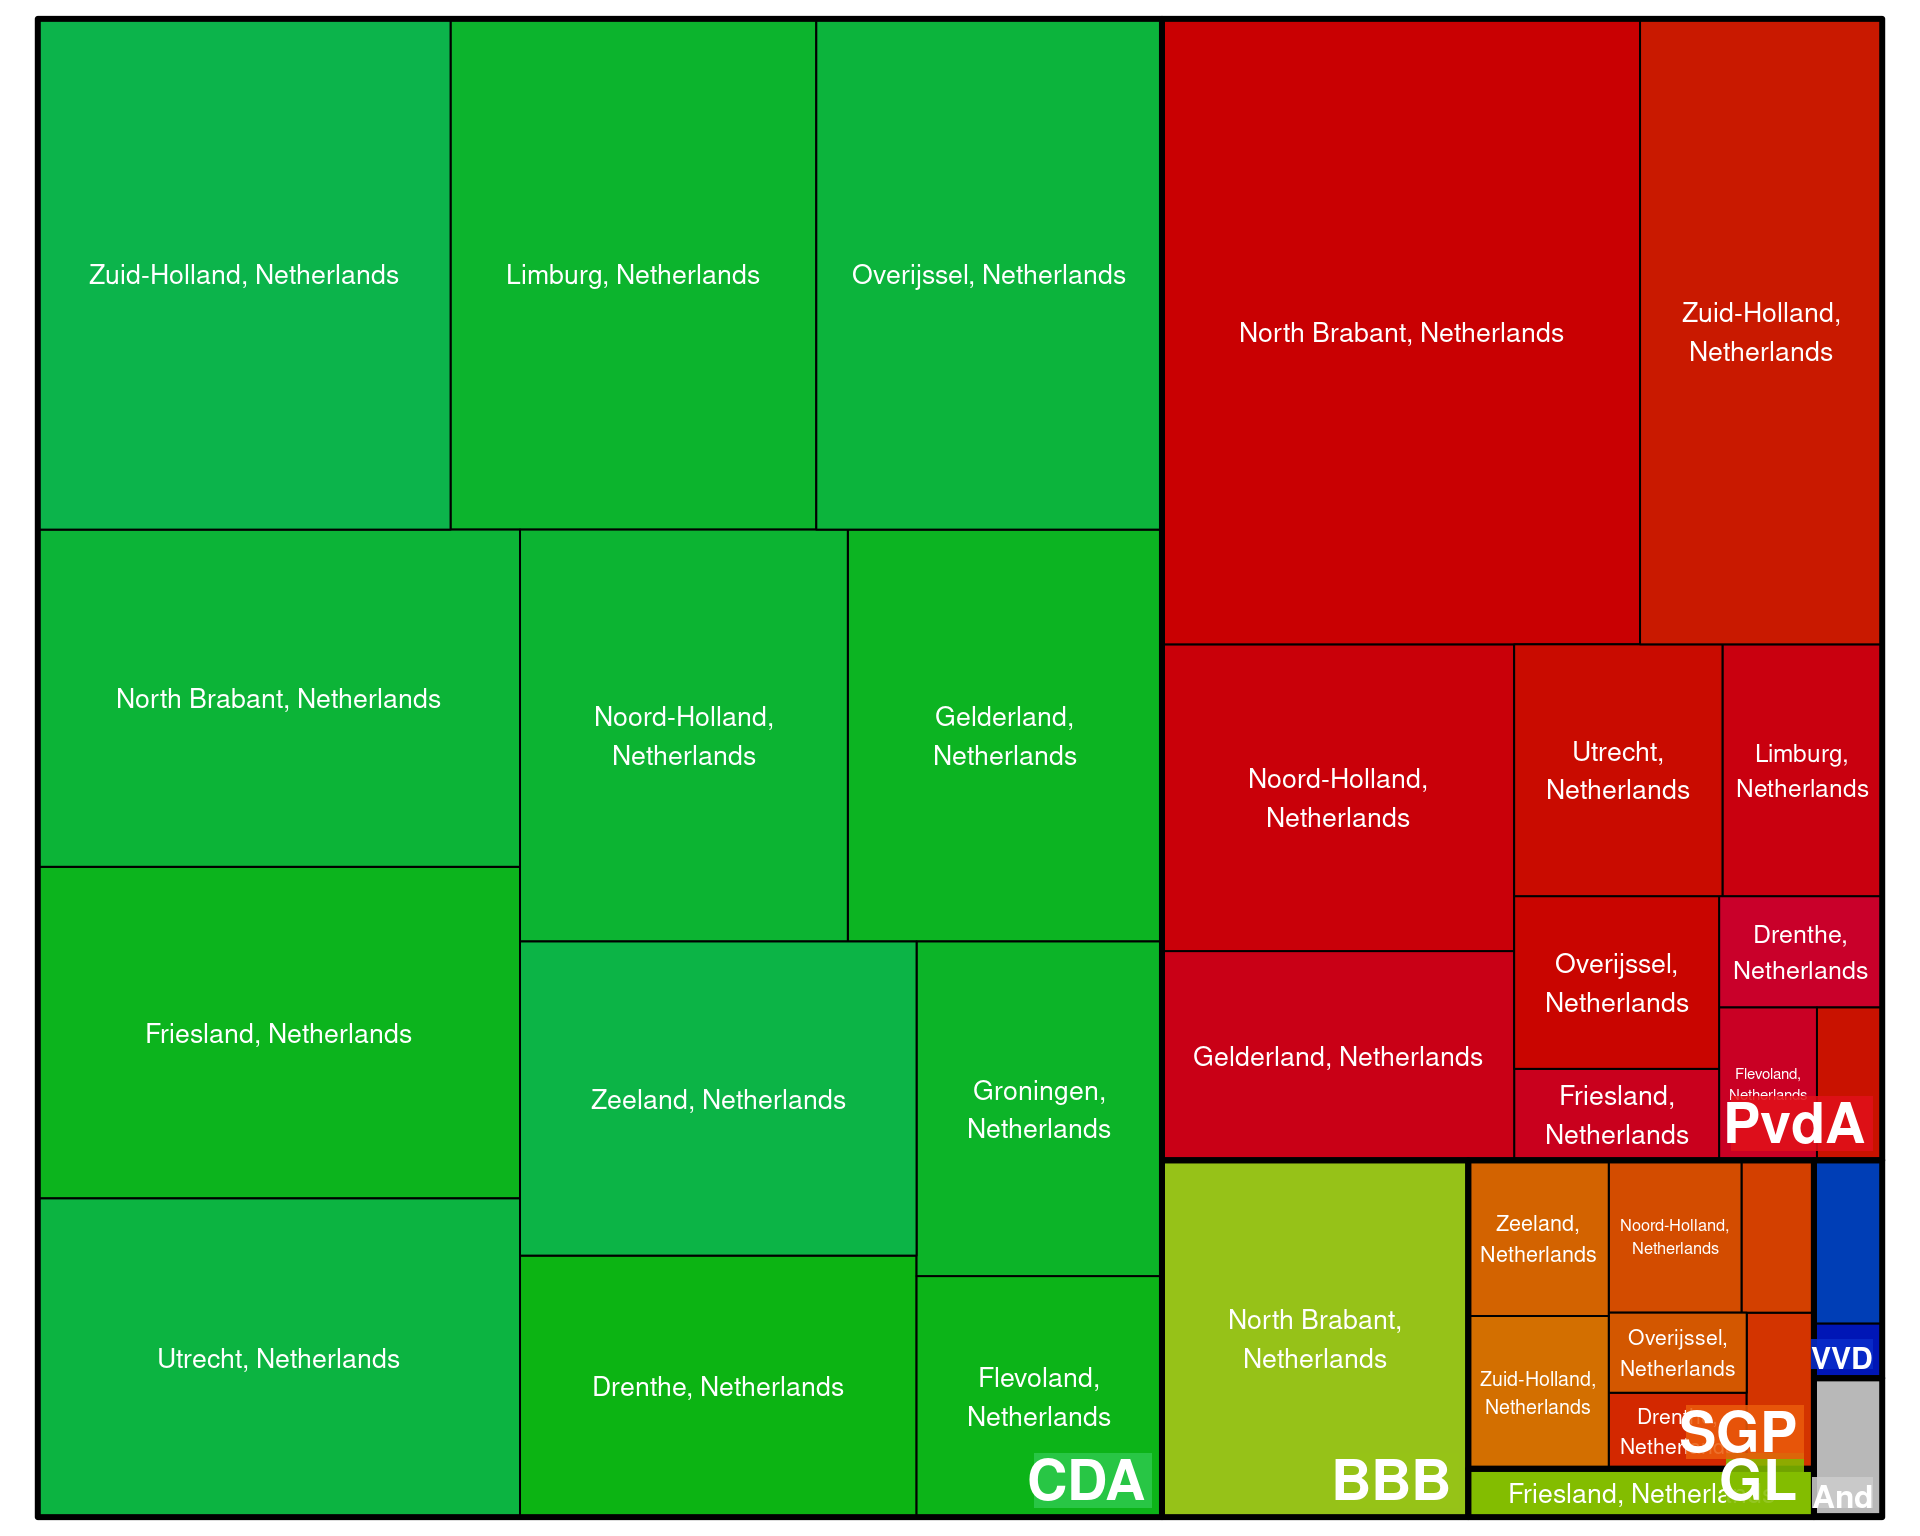 Zuid-Holland, Netherlands
Limburg, Netherlands
Overijssel, Netherlands
North Brabant, Netherlands
Noord-Holland,
Netherlands
Gelderland,
Netherlands
Friesland, Netherlands
Zeeland, Netherlands
Groningen,
Netherlands
Utrecht, Netherlands
Drenthe, Netherlands
Flevoland,
Netherlands
CDA
North Brabant, Netherlands
Zuid-Holland,
Netherlands
Noord-Holland,
Netherlands
Utrecht,
Netherlands
Limburg,
Netherlands
Gelderland, Netherlands
Overijssel,
Netherlands
Drenthe,
Netherlands
Friesland,
Netherlands
Flevoland,
Netherlands
PvdA
North Brabant,
Netherlands
BBB
Zeeland,
Netherlands
Noord-Holland,
Netherlands
Zuid-Holland,
Netherlands
Overijssel,
Netherlands
SGP
Friesland,
GL
VVD
And